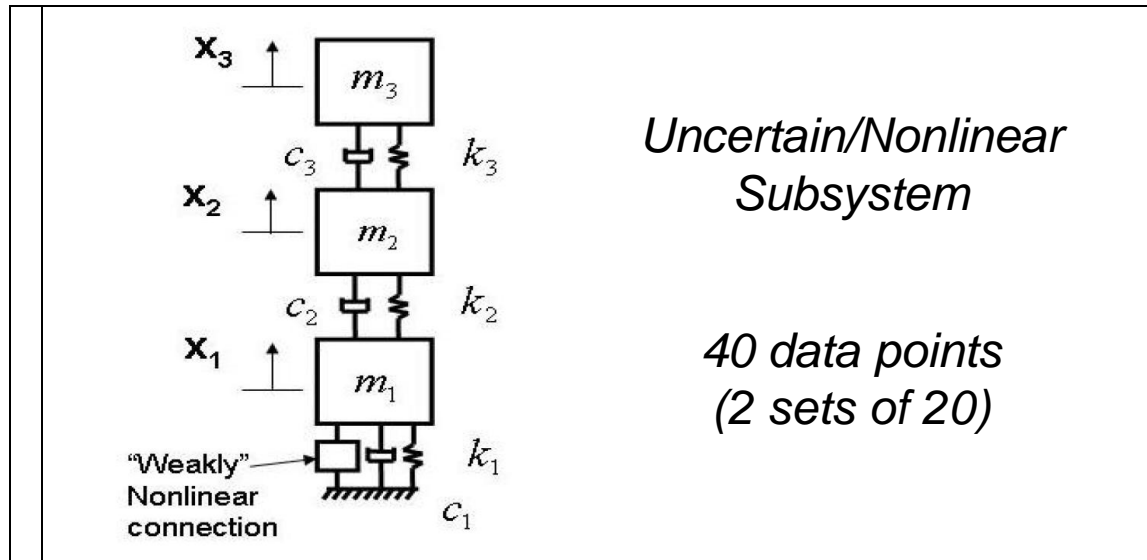 x₃
m₃
c₃
k₃
x₂
m₂
c₂
k₂
x₁
m₁
"Weakly"
Nonlinear
connection
k₁
c₁
Uncertain/Nonlinear
Subsystem
40 data points
(2 sets of 20)